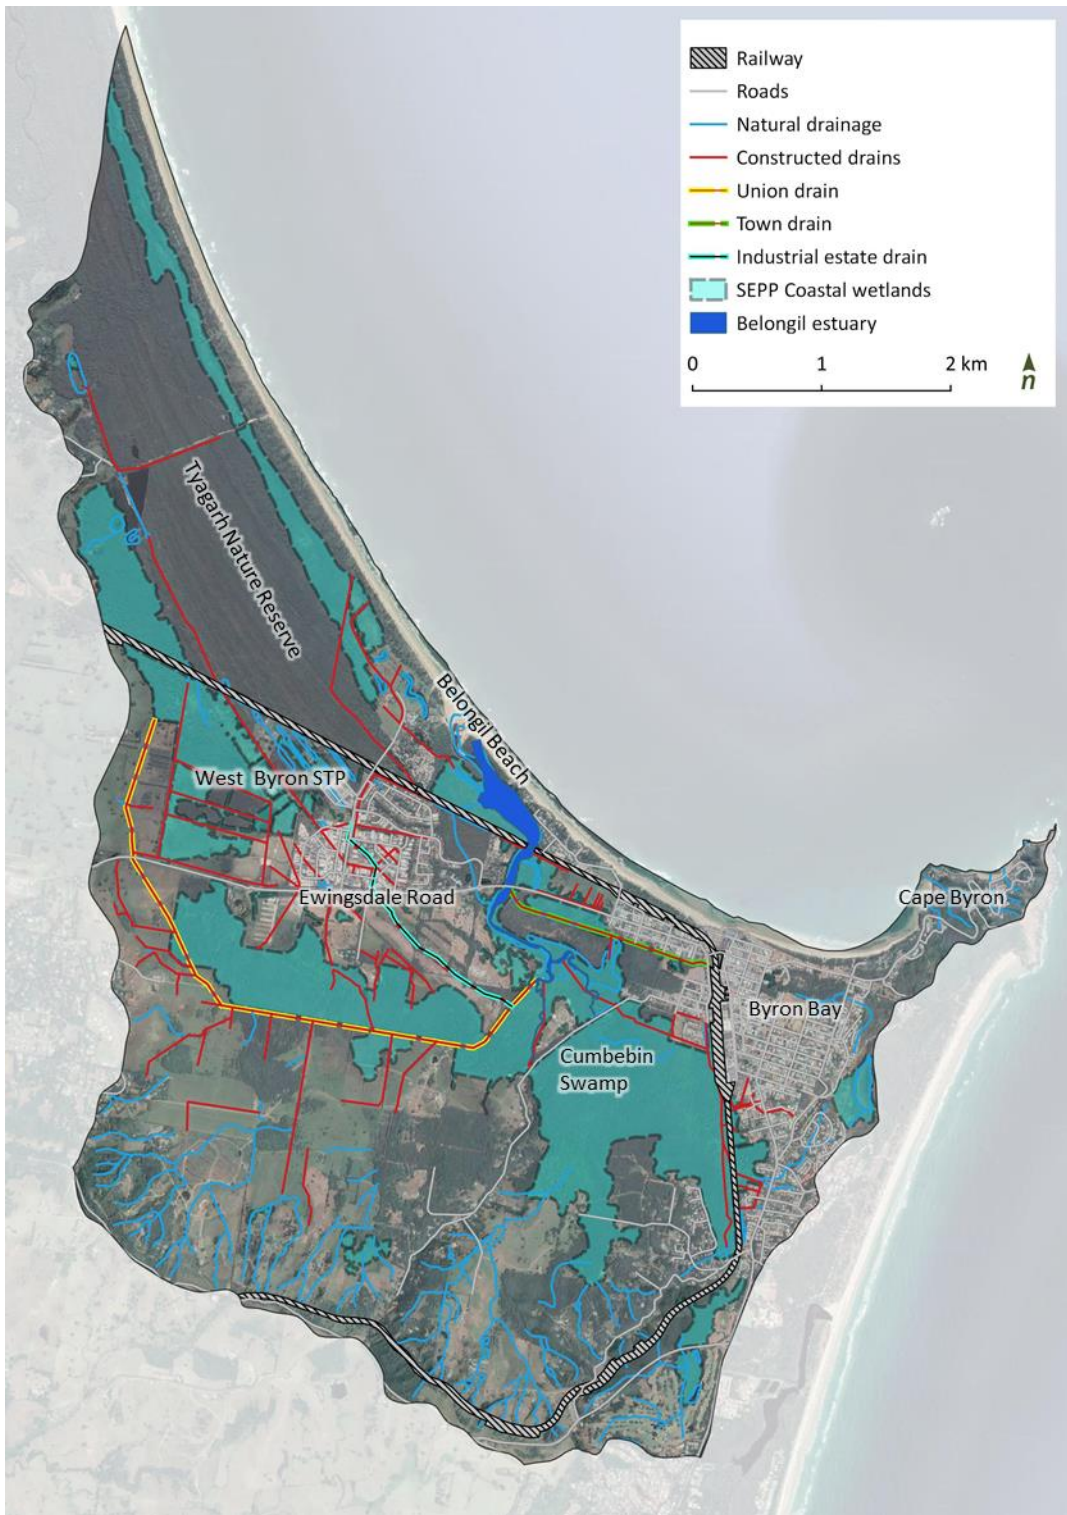 Railway
Roads
Natural drainage
Constructed drains
Union drain
Town drain
Industrial estate drain
SEPP Coastal wetlands
Belongil estuary
0 1 2 km
n
Tyagarh Nature Reserve
Belongil Beach
West Byron STP
Ewingsdale Road
Cape Byron
Byron Bay
Cumbebin
Swamp